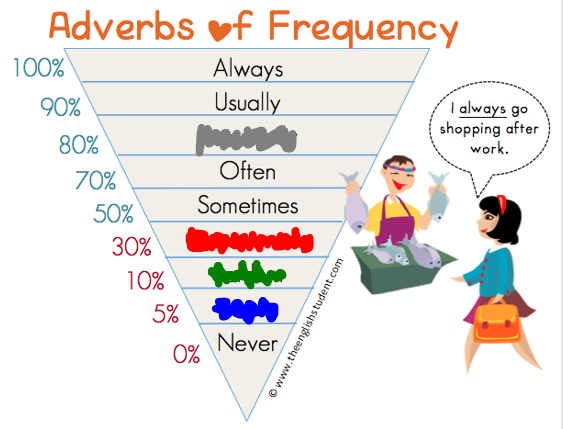 Adverbs of Frequency
100% Always
90% Usually
80%
70% Often
50% Sometimes
30%
10%
5%
0% Never
I always go
shopping after
work.
© www.theenglishstudent.com